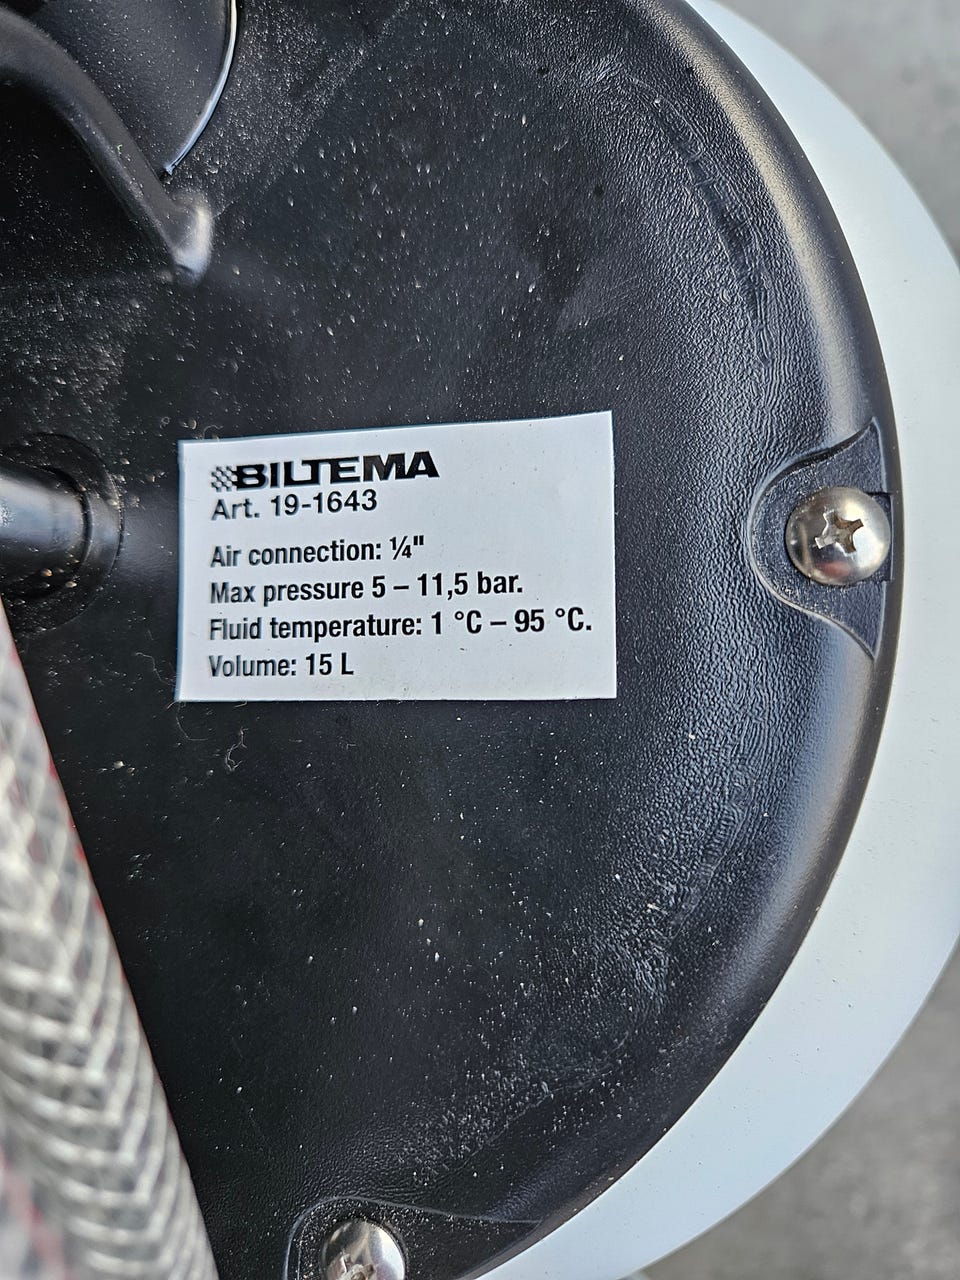 BILTEMA
Art. 19-1643
Air connection: ¼"
Max pressure 5 – 11,5 bar.
Fluid temperature: 1 °C – 95 °C.
Volume: 15 L